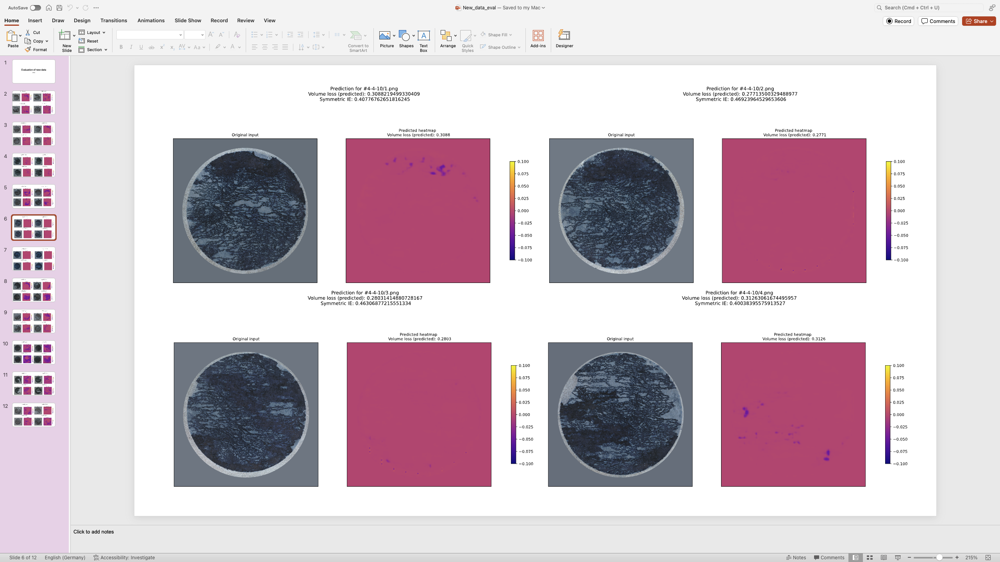 AutoSave
New_data_eval — Saved to my Mac
Search (Cmd + Ctrl + U)
Home Insert Draw Design Transitions Animations Slide Show Record Review View
Record Comments Share
Paste
Cut
Copy
Format
New Slide
Layout
Reset
Section
Convert to SmartArt
Picture
Shapes
Text Box
Arrange
Quick Styles
Shape Fill
Shape Outline
Add-ins
Designer
1
Evaluation of new data
2
3
4
5
6
7
8
9
10
11
12
Prediction for #4-4-10/1.png
Volume loss (predicted): 0.3088219499330409
Symmetric IE: 0.40776762651816245
Original input
Predicted heatmap
Volume loss (predicted): 0.3088
0.100
0.075
0.050
0.025
0.000
−0.025
−0.050
−0.075
−0.100
Prediction for #4-4-10/2.png
Volume loss (predicted): 0.27713500329488977
Symmetric IE: 0.46923964529653606
Original input
Predicted heatmap
Volume loss (predicted): 0.2771
0.100
0.075
0.050
0.025
0.000
−0.025
−0.050
−0.075
−0.100
Prediction for #4-4-10/3.png
Volume loss (predicted): 0.28031414880728167
Symmetric IE: 0.46306877215551334
Original input
Predicted heatmap
Volume loss (predicted): 0.2803
0.100
0.075
0.050
0.025
0.000
−0.025
−0.050
−0.075
−0.100
Prediction for #4-4-10/4.png
Volume loss (predicted): 0.31263061674495957
Symmetric IE: 0.40038395575913527
Original input
Predicted heatmap
Volume loss (predicted): 0.3126
0.100
0.075
0.050
0.025
0.000
−0.025
−0.050
−0.075
−0.100
Click to add notes
Slide 6 of 12 English (Germany) Accessibility: Investigate
Notes Comments 215%